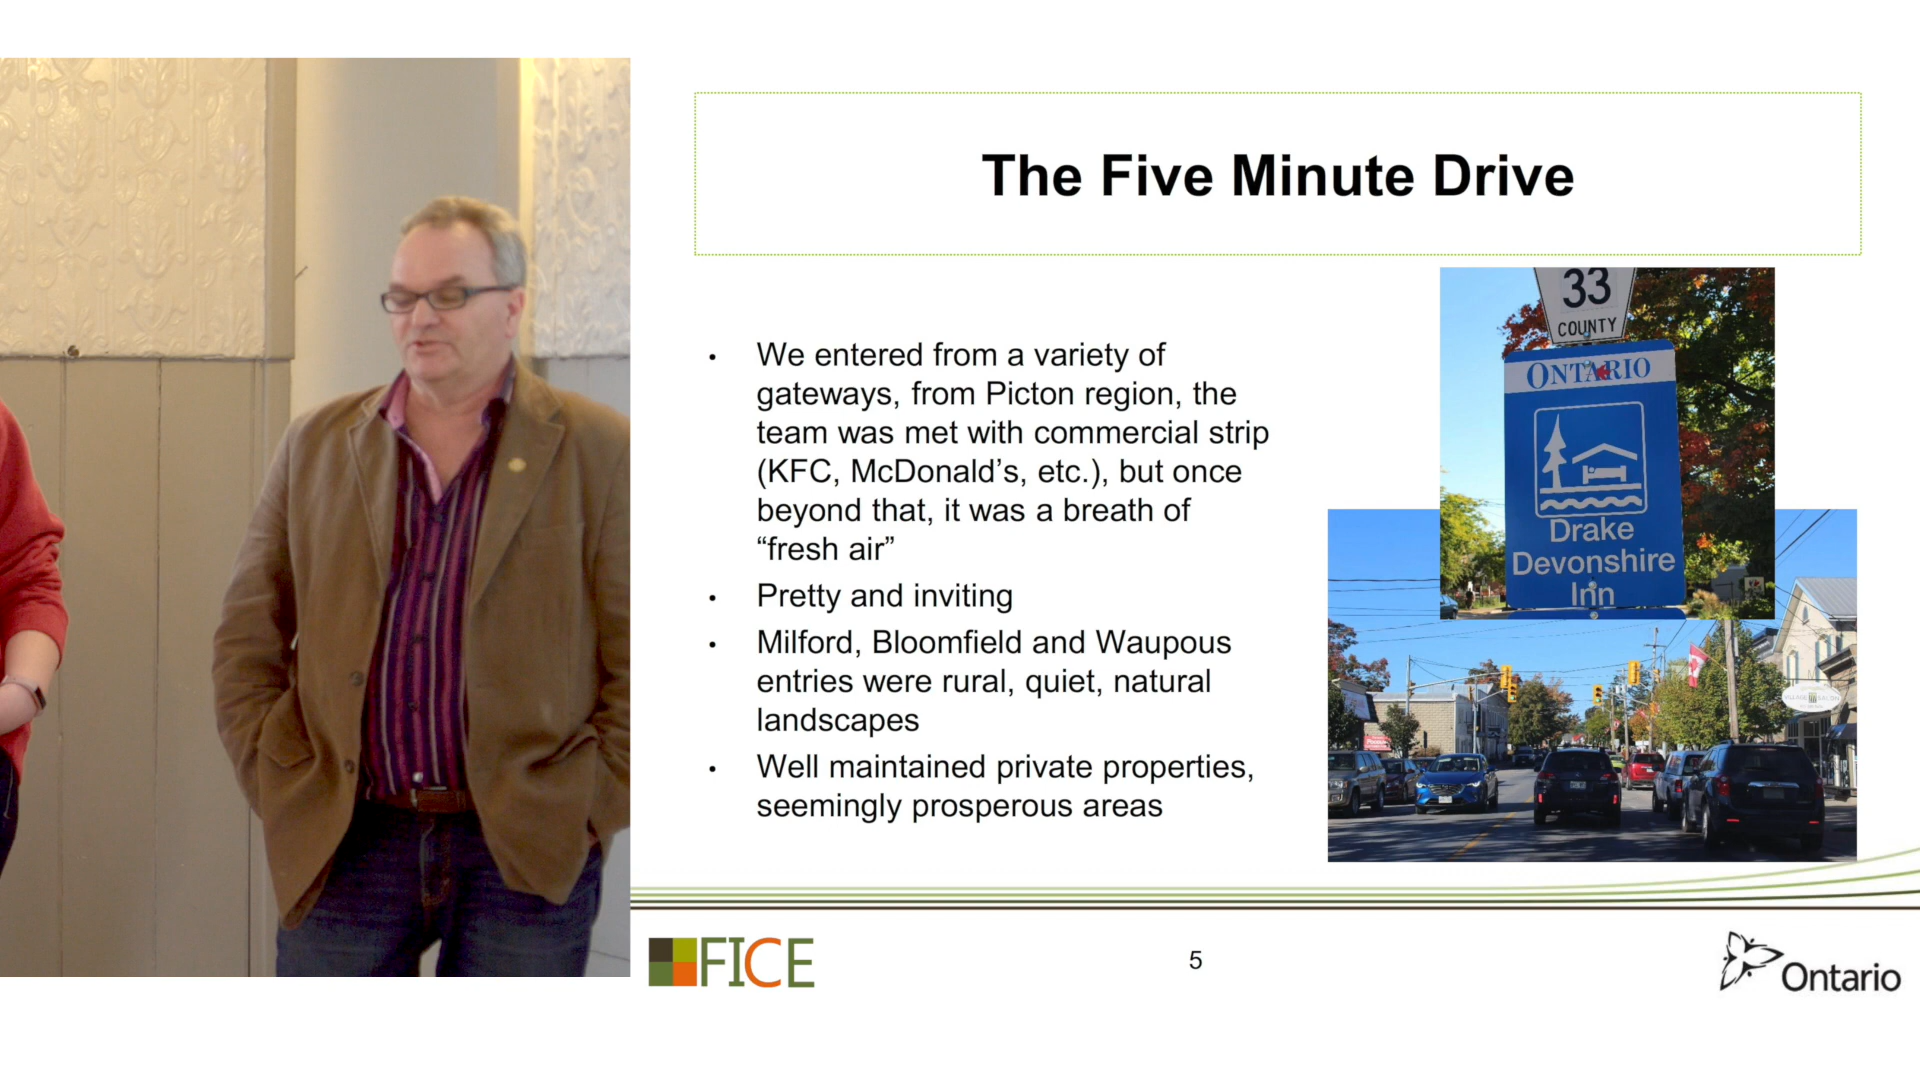 The Five Minute Drive
• We entered from a variety of
gateways, from Picton region, the
team was met with commercial strip
(KFC, McDonald’s, etc.), but once
beyond that, it was a breath of
“fresh air”
• Pretty and inviting
• Milford, Bloomfield and Waupous
entries were rural, quiet, natural
landscapes
• Well maintained private properties,
seemingly prosperous areas
33
COUNTY
ONTARIO
Drake
Devonshire
Inn
VILLAGE SALON
FICE
5
Ontario